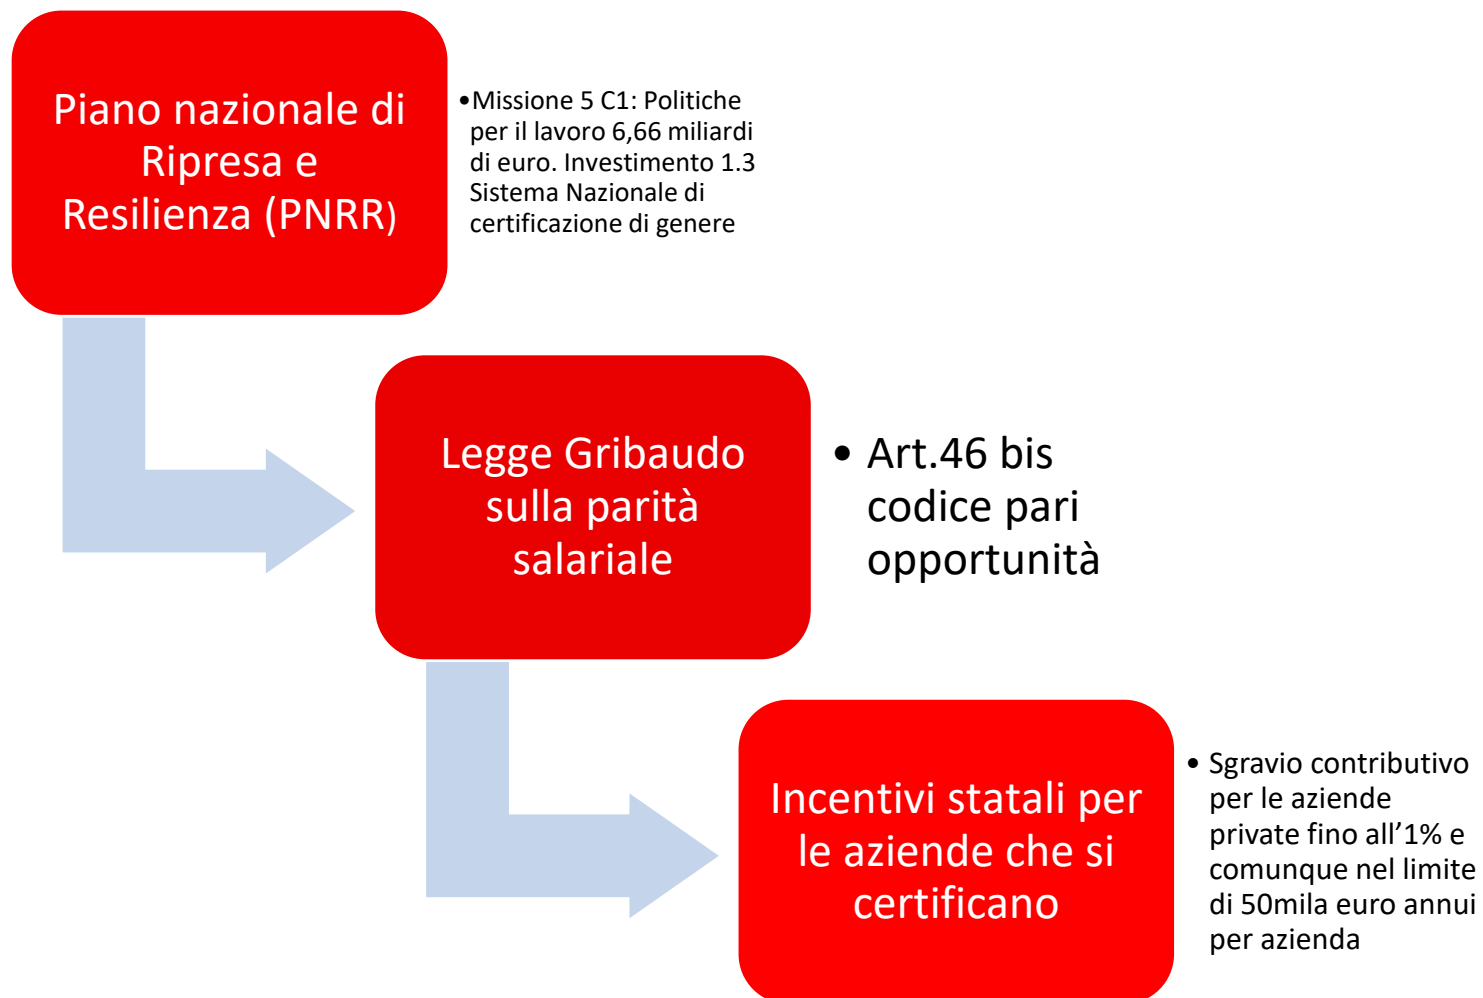 Piano nazionale di
Ripresa e
Resilienza (PNRR)
•Missione 5 C1: Politiche
per il lavoro 6,66 miliardi
di euro. Investimento 1.3
Sistema Nazionale di
certificazione di genere
Legge Gribaudo
sulla parità
salariale
• Art.46 bis
codice pari
opportunità
Incentivi statali per
le aziende che si
certificano
• Sgravio contributivo
per le aziende
private fino all’1% e
comunque nel limite
di 50mila euro annui
per azienda